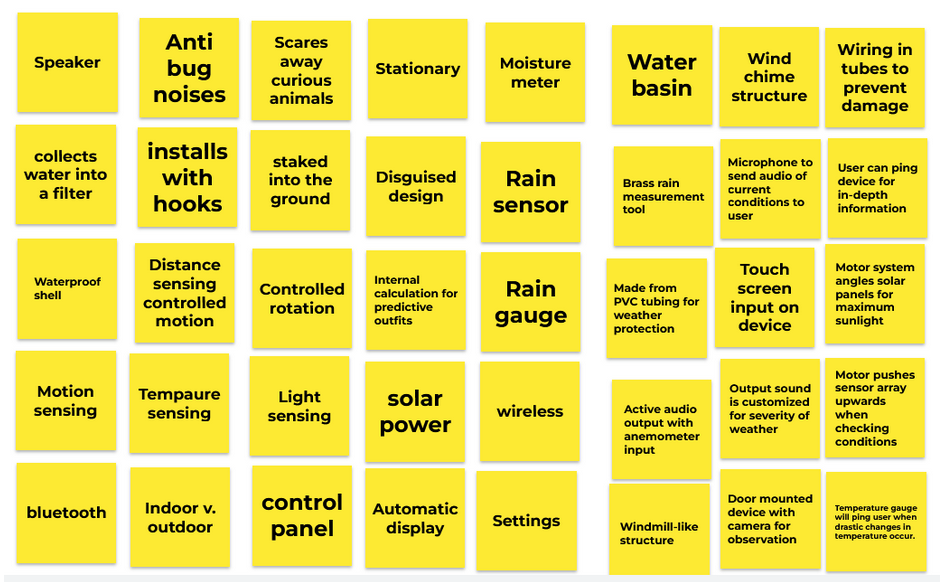 Speaker
Anti
bug
noises
Scares
away
curious
animals
Stationary
Moisture
meter
Water
basin
Wind
chime
structure
Wiring in
tubes to
prevent
damage
collects
water into
a filter
installs
with
hooks
staked
into the
ground
Disguised
design
Rain
sensor
Brass rain
measurement
tool
Microphone to
send audio of
current
conditions to
user
User can ping
device for
in-depth
information
Waterproof
shell
Distance
sensing
controlled
motion
Controlled
rotation
Internal
calculation for
predictive
outfits
Rain
gauge
Made from
PVC tubing for
weather
protection
Touch
screen
input on
device
Motor system
angles solar
panels for
maximum
sunlight
Motion
sensing
Tempaure
sensing
Light
sensing
solar
power
wireless
Active audio
output with
anemometer
input
Output sound
is customized
for severity of
weather
Motor pushes
sensor array
upwards
when
checking
conditions
bluetooth
Indoor v.
outdoor
control
panel
Automatic
display
Settings
Windmill-like
structure
Door mounted
device with
camera for
observation
Temperature gauge
will ping user when
drastic changes in
temperature occur.